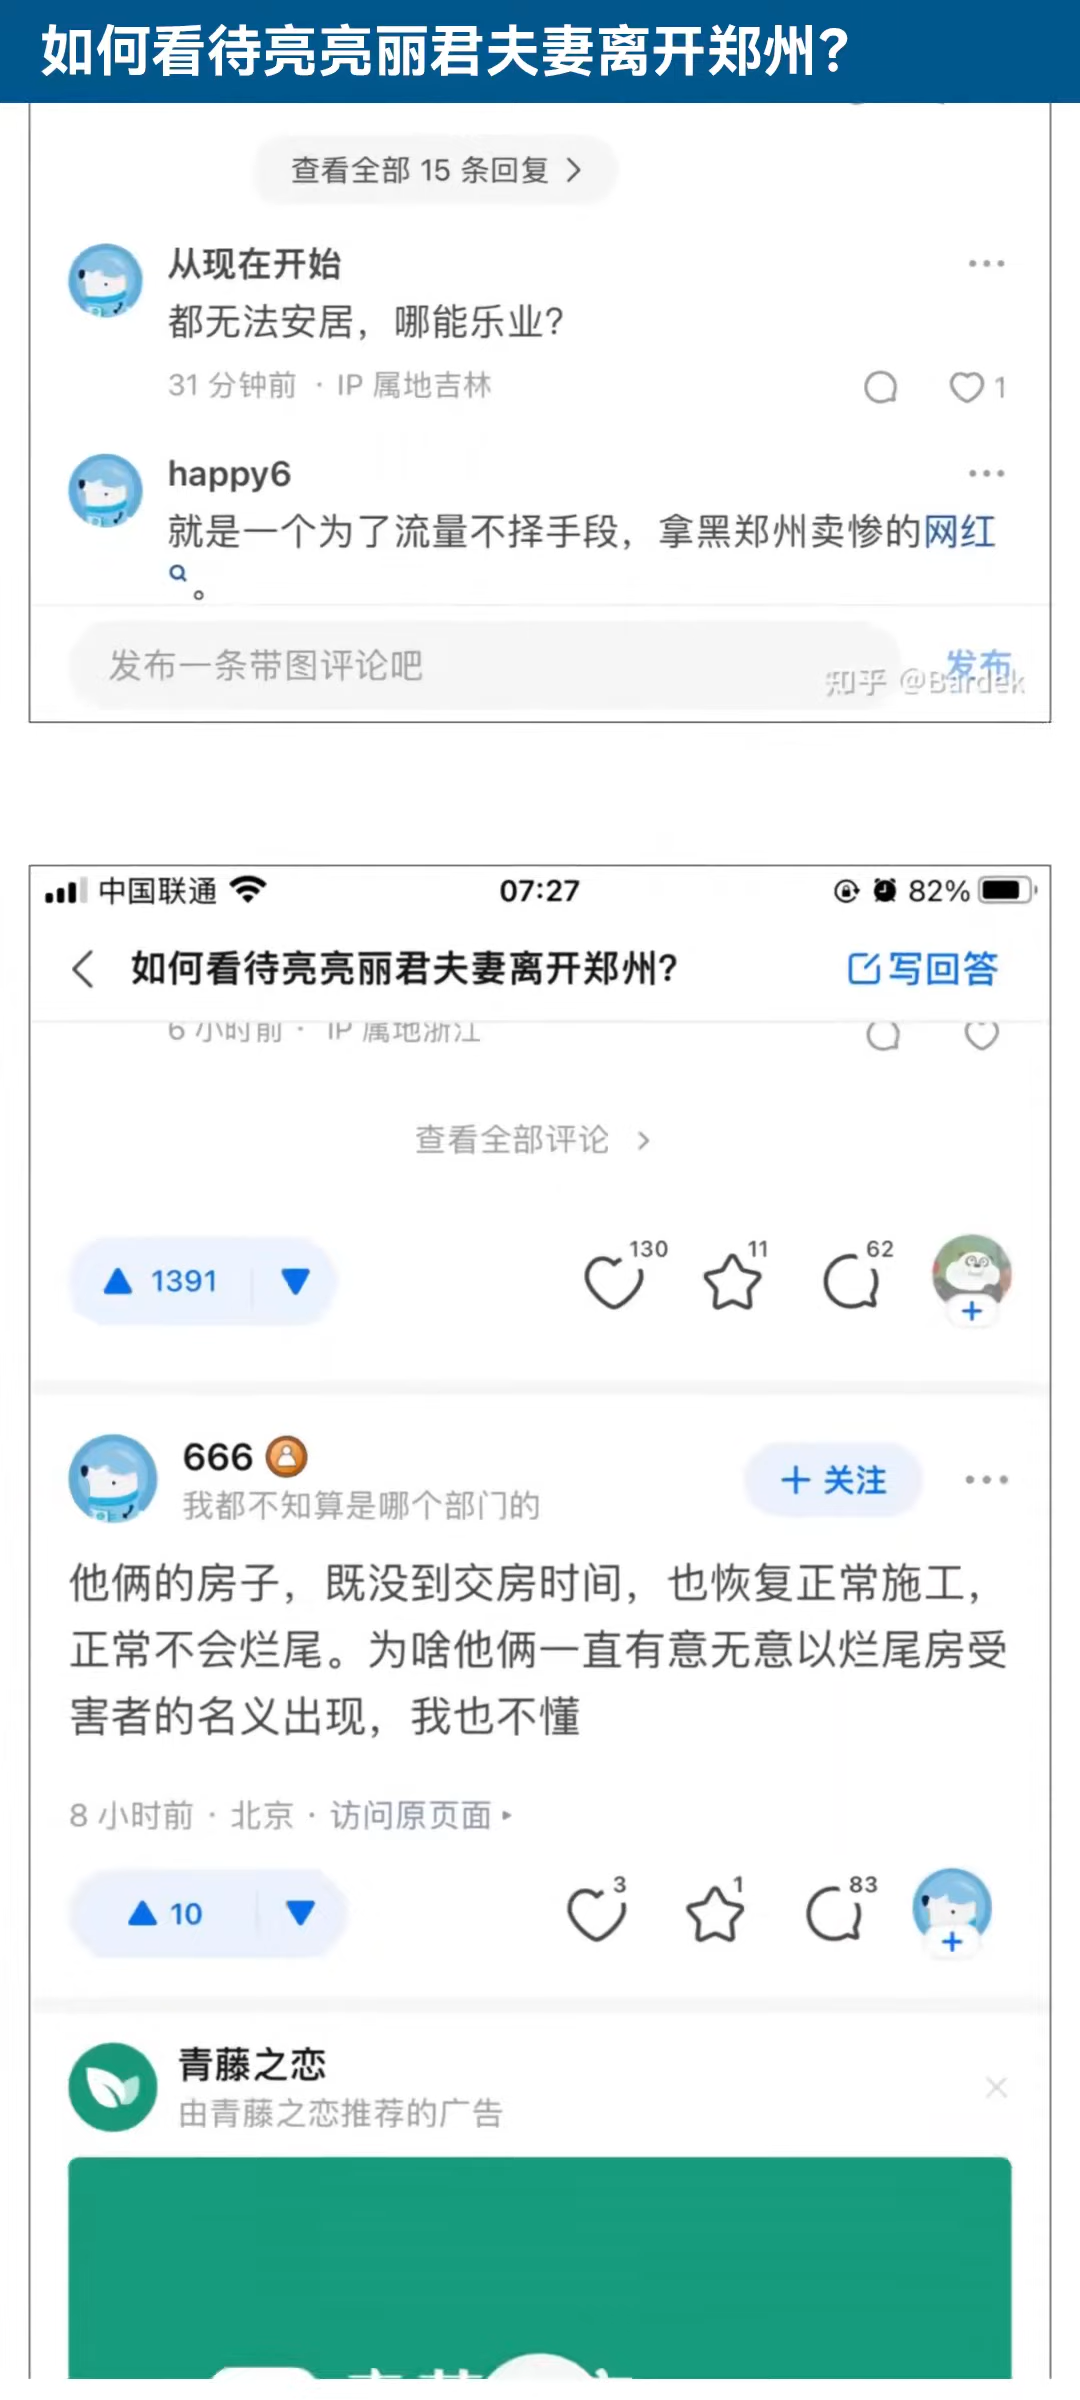 如何看待亮亮丽君夫妻离开郑州?
查看全部 15 条回复 >
从现在开始
都无法安居，哪能乐业?
31 分钟前 · IP 属地吉林
1
happy6
就是一个为了流量不择手段，拿黑郑州卖惨的网红
。
发布一条带图评论吧
发布
知乎 @Bardek
中国联通
07:27
82%
如何看待亮亮丽君夫妻离开郑州?
写回答
6 小时前 · IP 属地浙江
查看全部评论 >
1391
130
11
62
666
我都不知算是哪个部门的
+ 关注
他俩的房子，既没到交房时间，也恢复正常施工，
正常不会烂尾。为啥他俩一直有意无意以烂尾房受
害者的名义出现，我也不懂
8 小时前 · 北京 · 访问原页面
10
3
1
83
青藤之恋
由青藤之恋推荐的广告